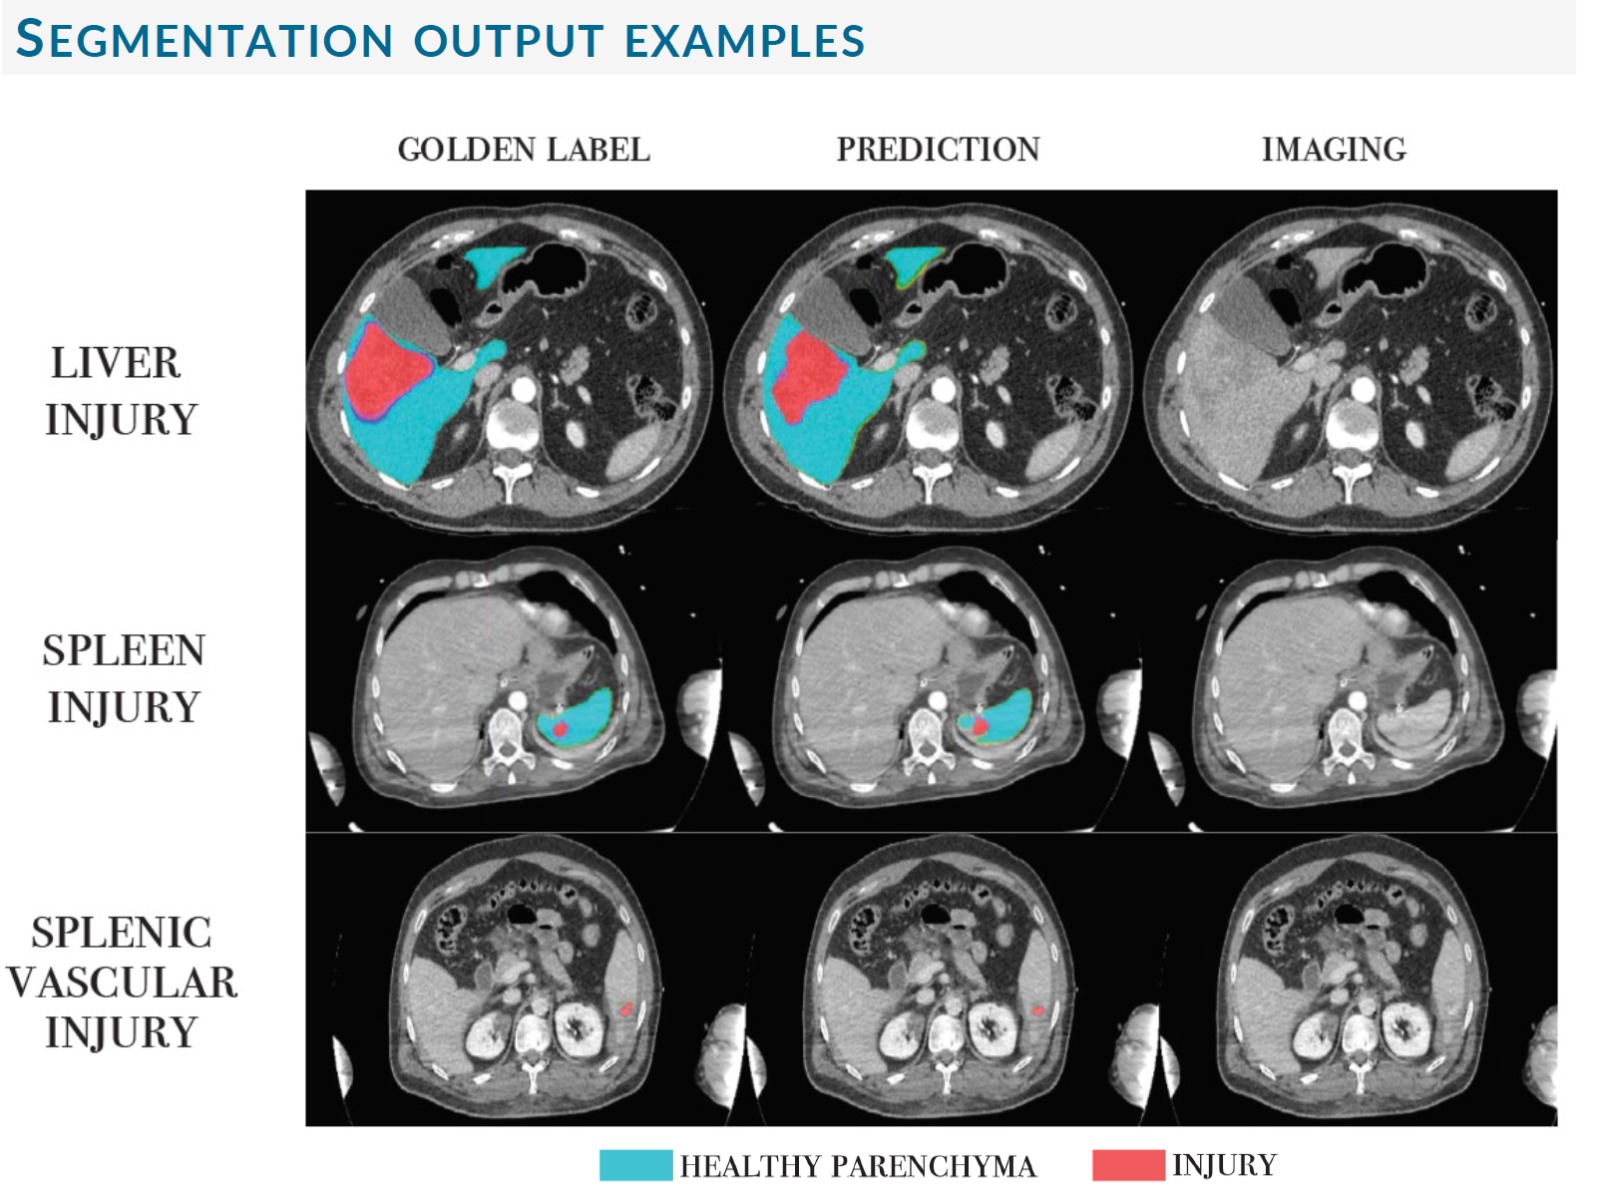 SEGMENTATION OUTPUT EXAMPLES
GOLDEN LABEL PREDICTION IMAGING
LIVER
INJURY
SPLEEN
INJURY
SPLENIC
VASCULAR
INJURY
HEALTHY PARENCHYMA INJURY